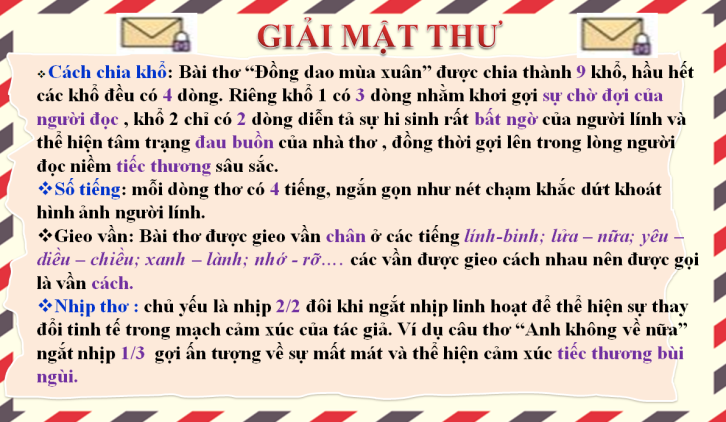 GIẢI MẬT THƯ
❖Cách chia khổ: Bài thơ “Đồng dao mùa xuân” được chia thành 9 khổ, hầu hết
các khổ đều có 4 dòng. Riêng khổ 1 có 3 dòng nhằm khơi gợi sự chờ đợi của
người đọc , khổ 2 chỉ có 2 dòng diễn tả sự hi sinh rất bất ngờ của người lính và
thể hiện tâm trạng đau buồn của nhà thơ , đồng thời gợi lên trong lòng người
đọc niềm tiếc thương sâu sắc.
❖Số tiếng: mỗi dòng thơ có 4 tiếng, ngắn gọn như nét chạm khắc dứt khoát
hình ảnh người lính.
❖Gieo vần: Bài thơ được gieo vần chân ở các tiếng lính-bình; lửa – nữa; yêu –
diều – chiều; xanh – lành; nhớ - rỡ…. các vần được gieo cách nhau nên được gọi
là vần cách.
❖Nhịp thơ : chủ yếu là nhịp 2/2 đôi khi ngắt nhịp linh hoạt để thể hiện sự thay
đổi tinh tế trong mạch cảm xúc của tác giả. Ví dụ câu thơ “Anh không về nữa”
ngắt nhịp 1/3 gợi ấn tượng về sự mất mát và thể hiện cảm xúc tiếc thương bùi
ngùi.